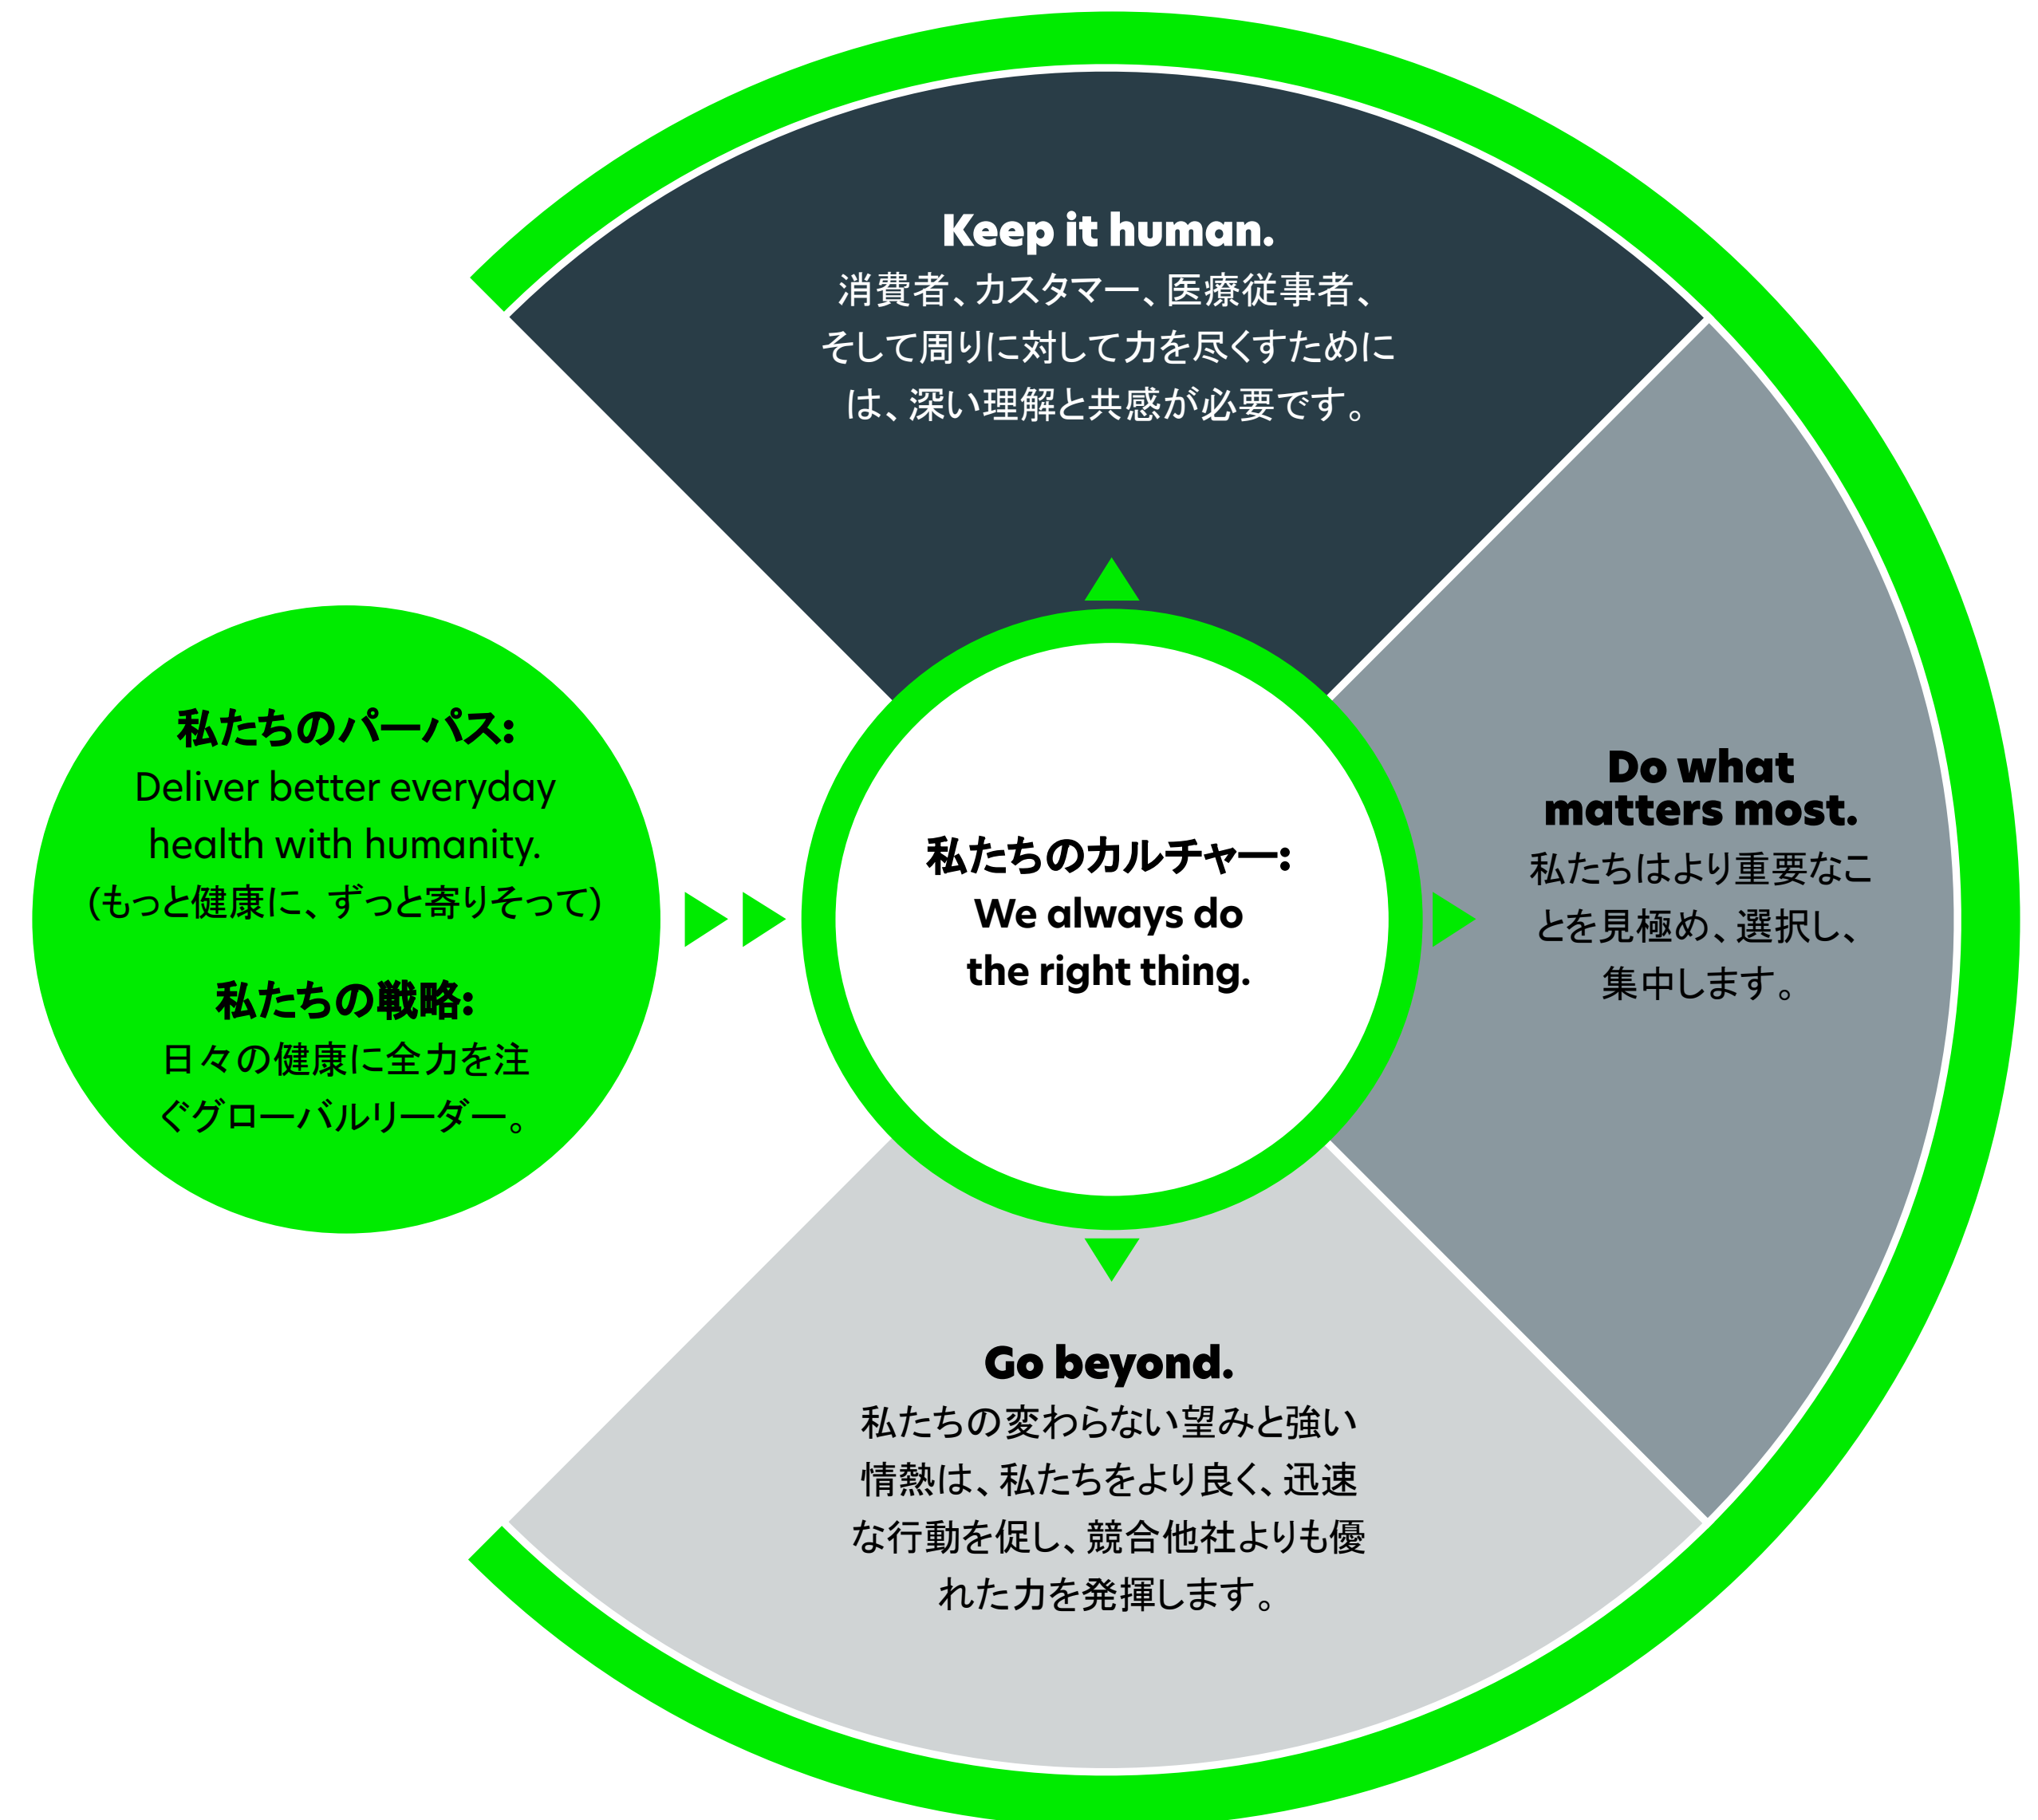 私たちのパーパス:
Deliver better everyday
health with humanity.
(もっと健康に、ずっと寄りそって)
私たちの戦略:
日々の健康に全力を注
ぐグローバルリーダー。
私たちのカルチャー:
We always do
the right thing.
Keep it human.
消費者、カスタマー、医療従事者、
そして周りに対して力を尽くすために
は、深い理解と共感が必要です。
Do what
matters most.
私たちはより重要なこ
とを見極め、選択し、
集中します。
Go beyond.
私たちの変わらない望みと強い
情熱は、私たちをより良く、迅速
な行動を促し、競合他社よりも優
れた力を発揮します。